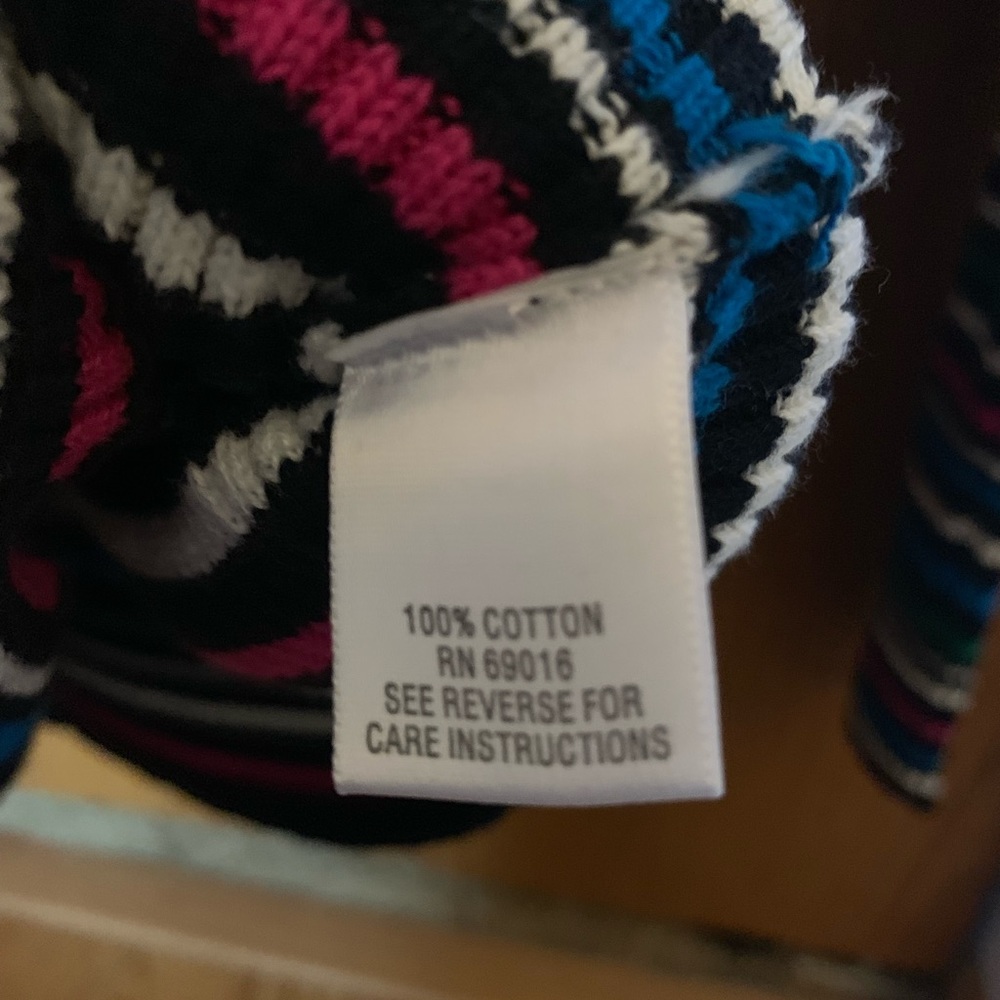 100% COTTON
RN 69016
SEE REVERSE FOR
CARE INSTRUCTIONS